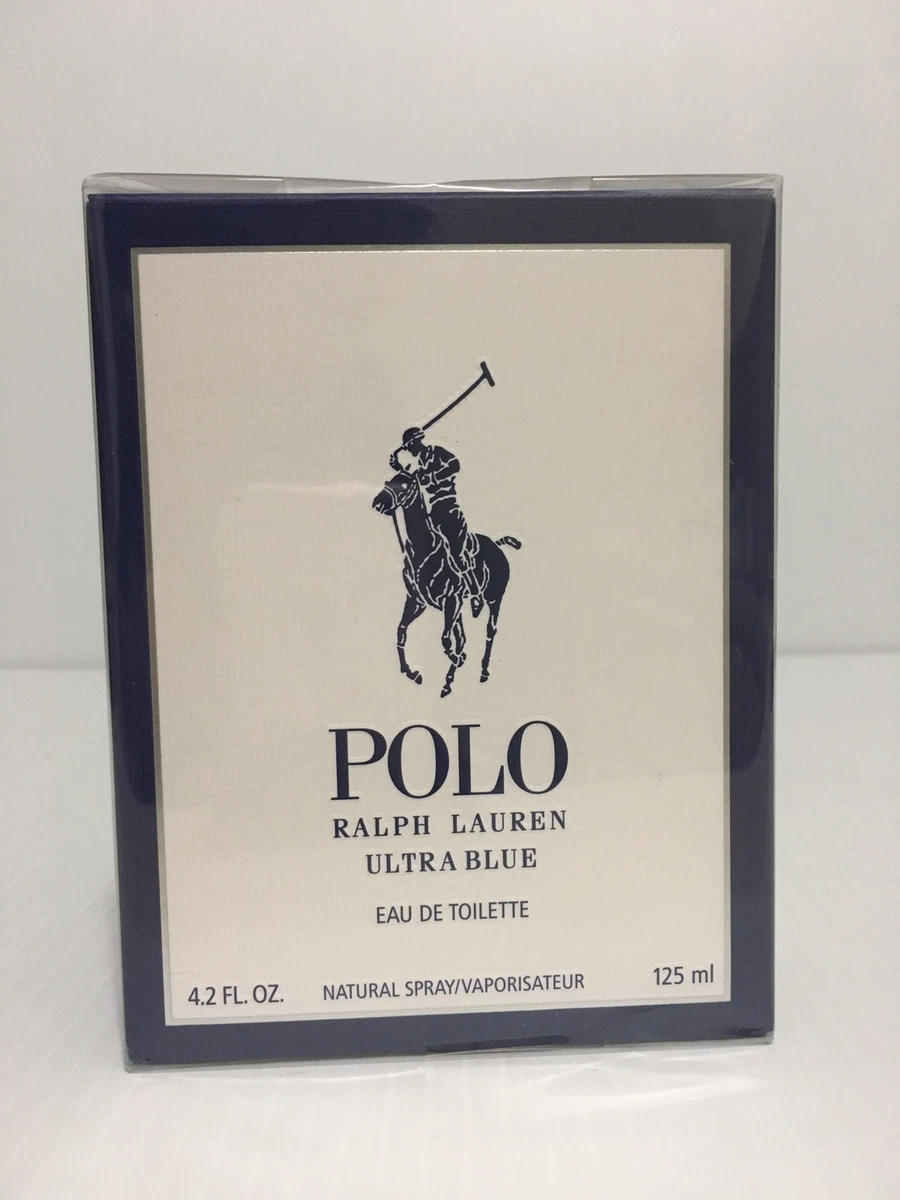 POLO
RALPH LAUREN
ULTRA BLUE
EAU DE TOILETTE
4.2 FL. OZ. NATURAL SPRAY/VAPORISATEUR 125 ml